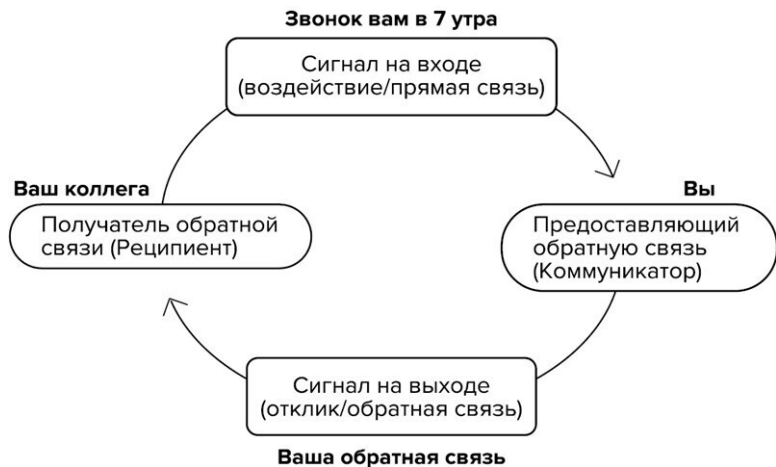 Звонок вам в 7 утра
Сигнал на входе
(воздействие/прямая связь)
Ваш коллега
Получатель обратной
связи (Реципиент)
Вы
Предоставляющий
обратную связь
(Коммуникатор)
Сигнал на выходе
(отклик/обратная связь)
Ваша обратная связь